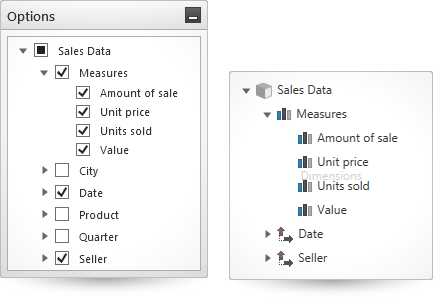 Options
Sales Data
Measures
Amount of sale
Unit price
Units sold
Value
City
Date
Product
Quarter
Seller
Sales Data
Measures
Amount of sale
Unit price
Dimensions
Units sold
Value
Date
Seller